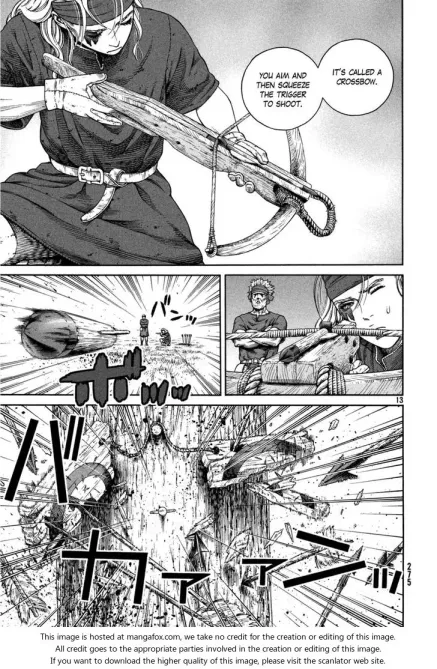 IT'S CALLED A
CROSSBOW.
YOU AIM AND
THEN SQUEEZE
THE TRIGGER
TO SHOOT.
バンッ
ボッ
13
バッ
カァァァン
275
This image is hosted at mangafox.com, we take no credit for the creation or editing of this image.
All credit goes to the appropriate parties involved in the creation or editing of this image.
If you want to download the higher quality of this image, please visit the scanlator web site.